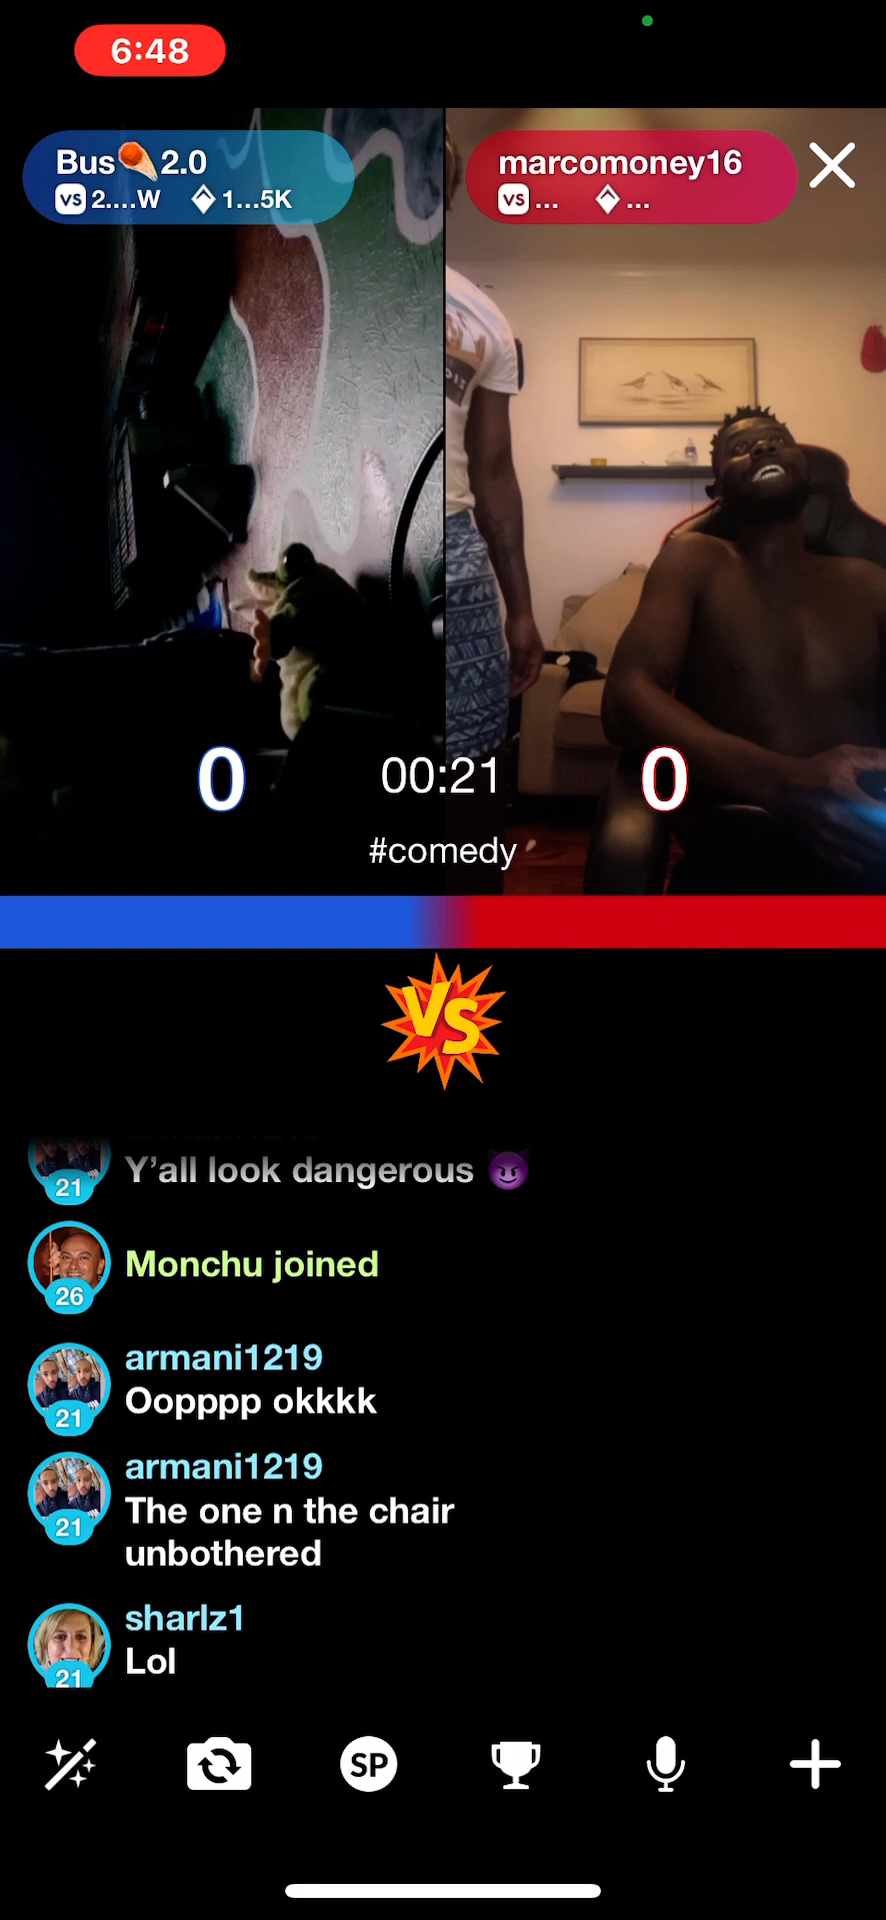 6:48
Bus 2.0
VS 2....W 1...5K
marcomoney16
VS ... ...
0
00:21
0
#comedy
VS
21
Y’all look dangerous 😈
Monchu joined
26
armani1219
Oopppp okkkk
21
armani1219
The one n the chair
unbothered
21
sharlz1
Lol
21
SP